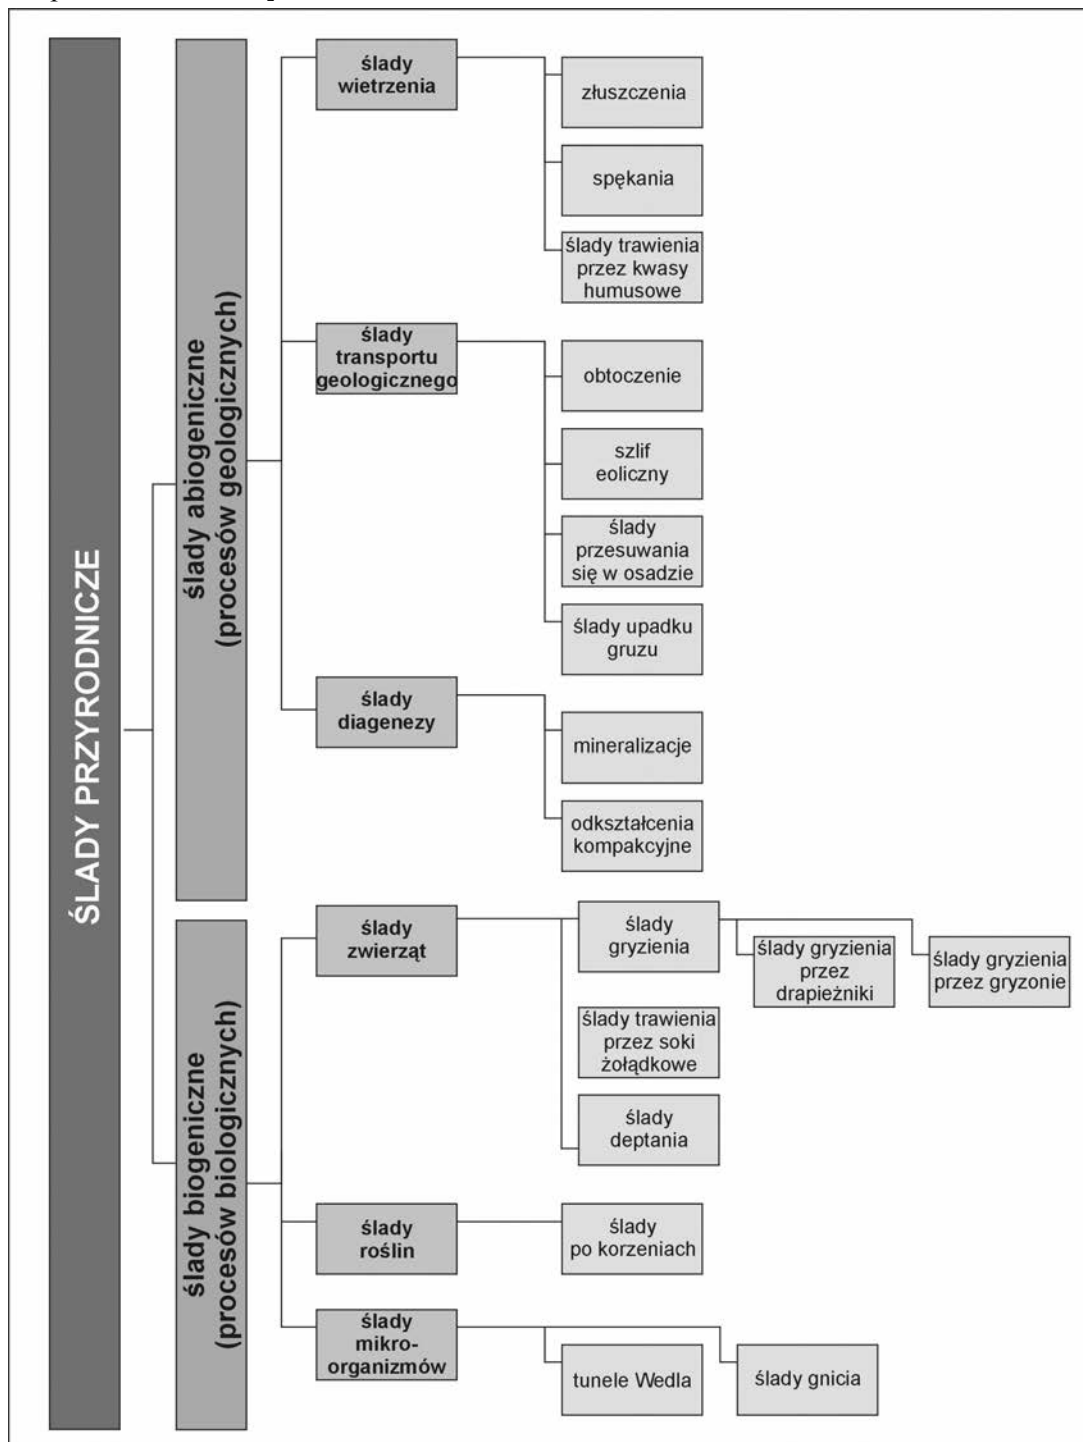 ŚLADY PRZYRODNICZE
ślady abiogeniczne
(procesów geologicznych)
ślady
wietrzenia
złuszczenia
spękania
ślady trawienia
przez kwasy
humusowe
ślady
transportu
geologicznego
obtoczenie
szlif
eoliczny
ślady
przesuwania
się w osadzie
ślady upadku
gruzu
ślady
diagenezy
mineralizacje
odkształcenia
kompakcyjne
ślady biogeniczne
(procesów biologicznych)
ślady
zwierząt
ślady
gryzienia
ślady gryzienia
przez
drapieżniki
ślady gryzienia
przez gryzonie
ślady trawienia
przez soki
żołądkowe
ślady
deptania
ślady
roślin
ślady
po korzeniach
ślady
mikro-
organizmów
tunele Wedla
ślady gnicia